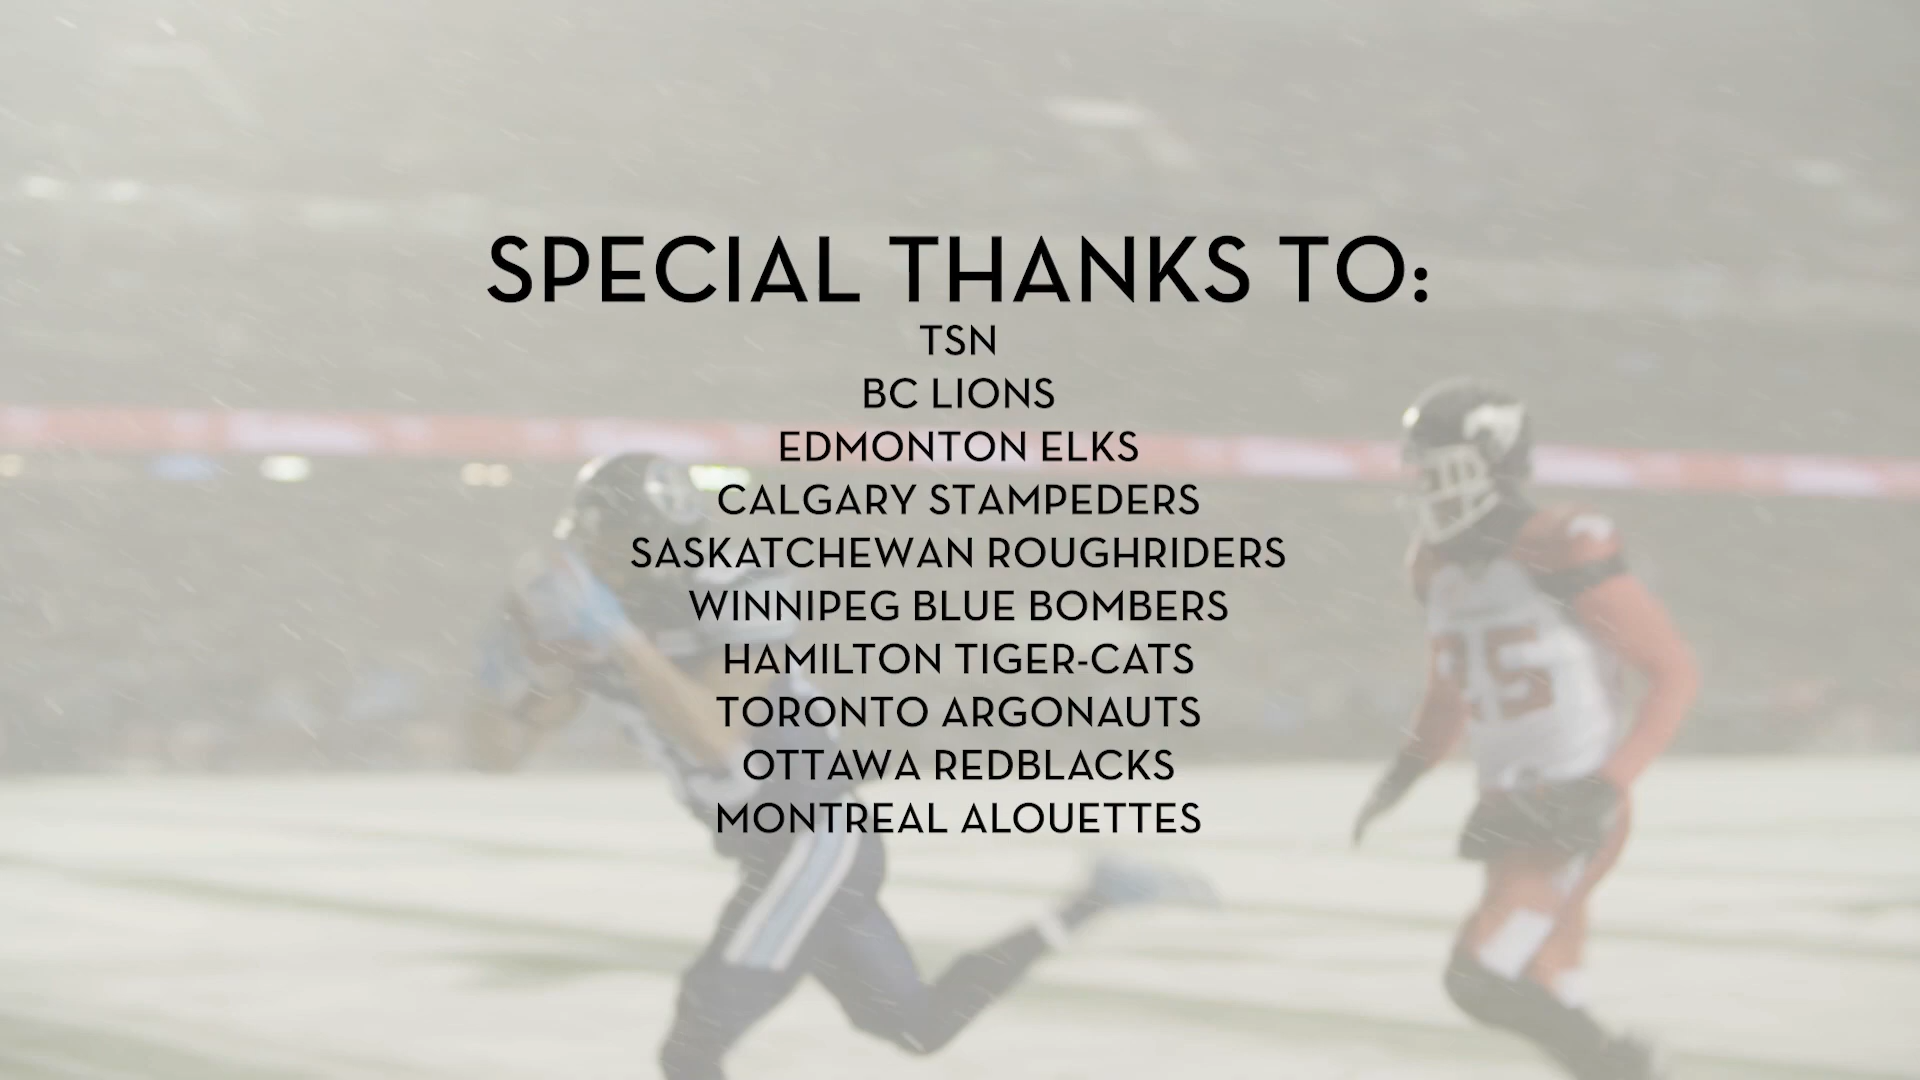 SPECIAL THANKS TO:
TSN
BC LIONS
EDMONTON ELKS
CALGARY STAMPEDERS
SASKATCHEWAN ROUGHRIDERS
WINNIPEG BLUE BOMBERS
HAMILTON TIGER-CATS
TORONTO ARGONAUTS
OTTAWA REDBLACKS
MONTREAL ALOUETTES